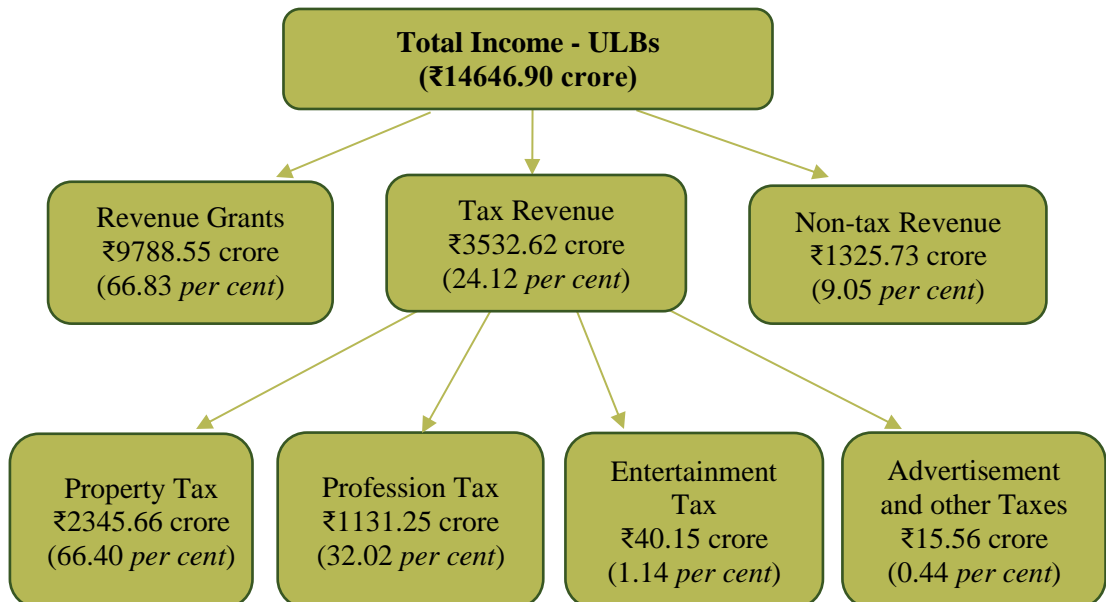 Total Income - ULBs
(₹14646.90 crore)
Revenue Grants
₹9788.55 crore
(66.83 per cent)
Tax Revenue
₹3532.62 crore
(24.12 per cent)
Non-tax Revenue
₹1325.73 crore
(9.05 per cent)
Property Tax
₹2345.66 crore
(66.40 per cent)
Profession Tax
₹1131.25 crore
(32.02 per cent)
Entertainment
Tax
₹40.15 crore
(1.14 per cent)
Advertisement
and other Taxes
₹15.56 crore
(0.44 per cent)